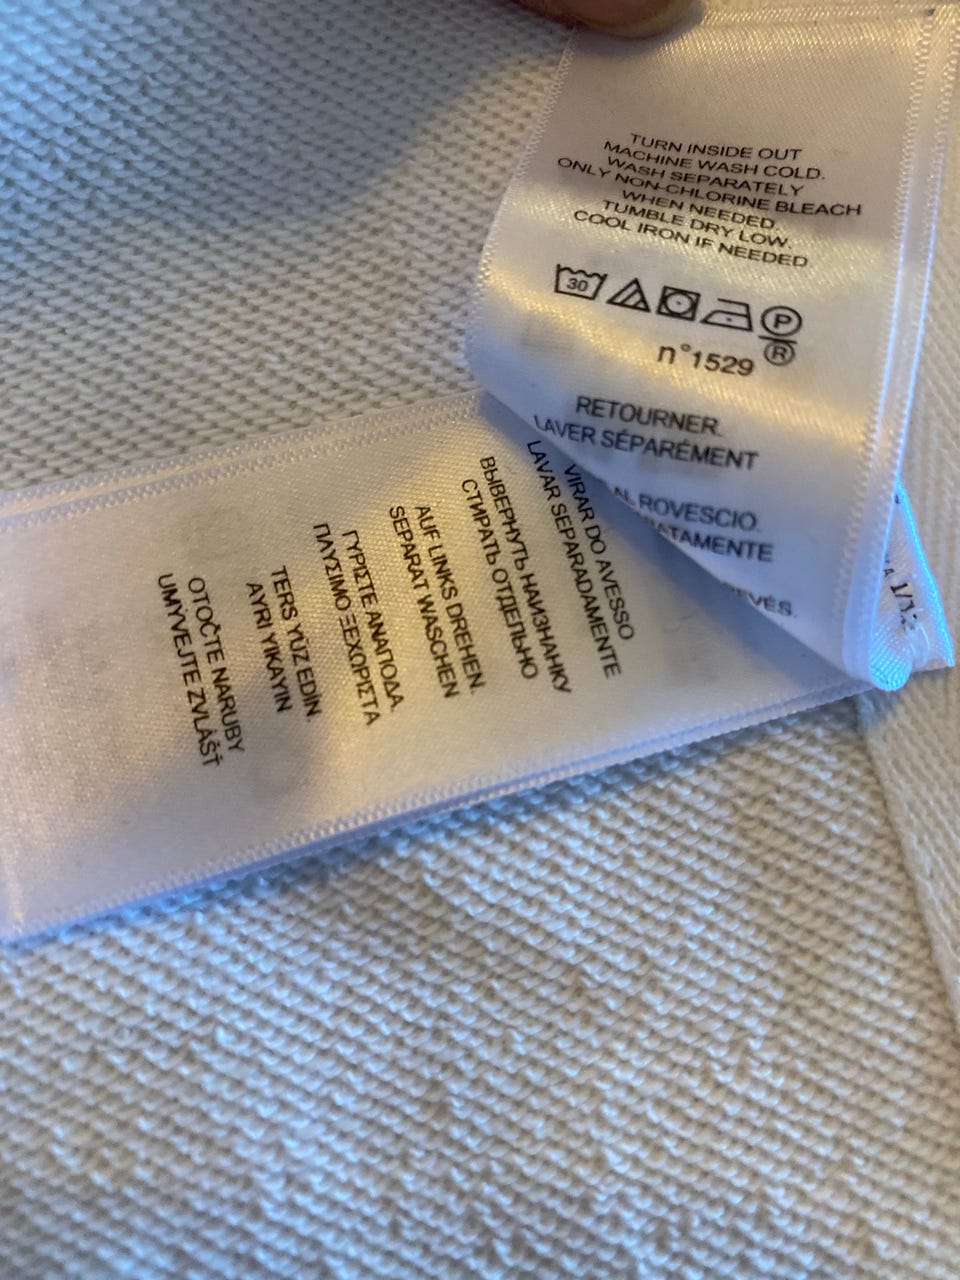 TURN INSIDE OUT
MACHINE WASH COLD.
WASH SEPARATELY
ONLY NON-CHLORINE BLEACH
WHEN NEEDED.
TUMBLE DRY LOW.
COOL IRON IF NEEDED.
30
P
n°1529 ®
RETOURNER.
LAVER SÉPARÉMENT
AL ROVESCIO.
VIRAR DO AVESSO
LAVAR SEPARADAMENTE
ВЫВЕРНУТЬ НАИЗНАНКУ
СТИРАТЬ ОТДЕЛЬНО
AUF LINKS DREHEN.
SEPARAT WASCHEN
ΓΥΡΙΣΤΕ ΑΝΑΠΟΔΑ.
ΠΛΥΣΙΜΟ ΞΕΧΩΡΙΣΤΑ
TERS YÜZ EDIN
AYRI YIKAYIN
OTOČTE NARUBY
UMÝVEJTE ZVLÁŠŤ